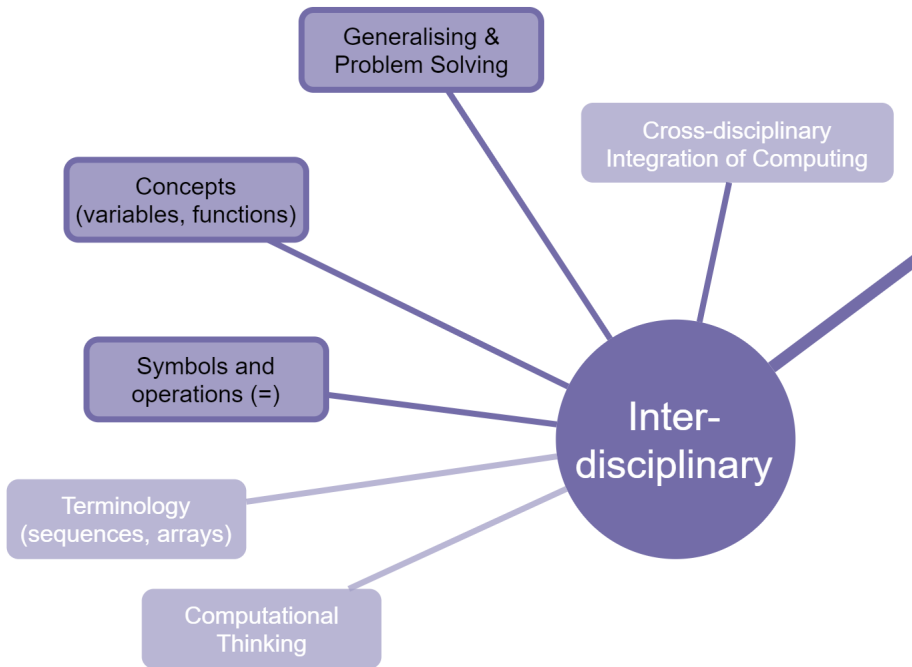 Generalising &
Problem Solving
Cross-disciplinary
Integration of Computing
Concepts
(variables, functions)
Symbols and
operations (=)
Inter-
disciplinary
Terminology
(sequences, arrays)
Computational
Thinking